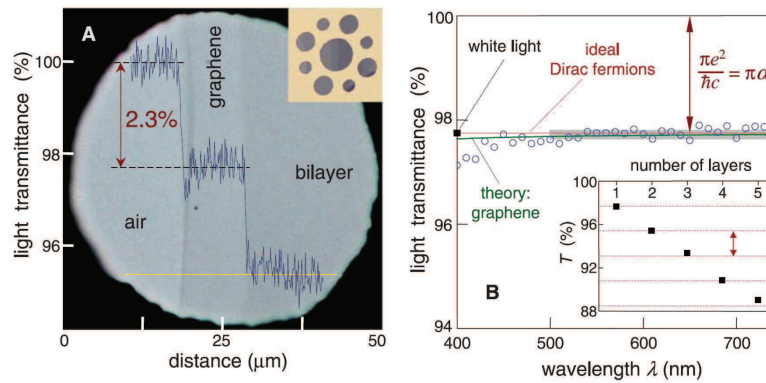 A
light transmittance (%)
100
98
96
2.3%
graphene
air
bilayer
0
25
50
distance (μm)
B
light transmittance (%)
100
98
96
94
white light
ideal
Dirac fermions
πe²/ħc = πα
theory:
graphene
number of layers
1 2 3 4 5
T (%)
100
96
92
88
400 500 600 700
wavelength λ (nm)